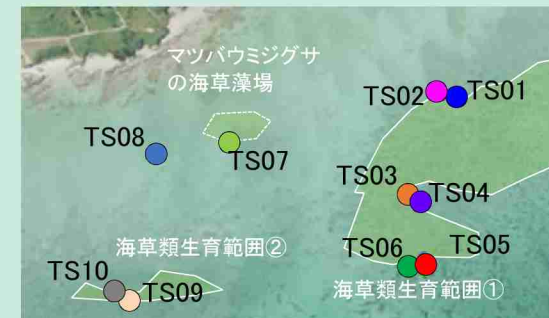 マツバウミジグサ
の海草藻場
TS02
TS01
TS08
TS07
TS03
TS04
海草類生育範囲②
TS06
TS05
TS10
TS09
海草類生育範囲①